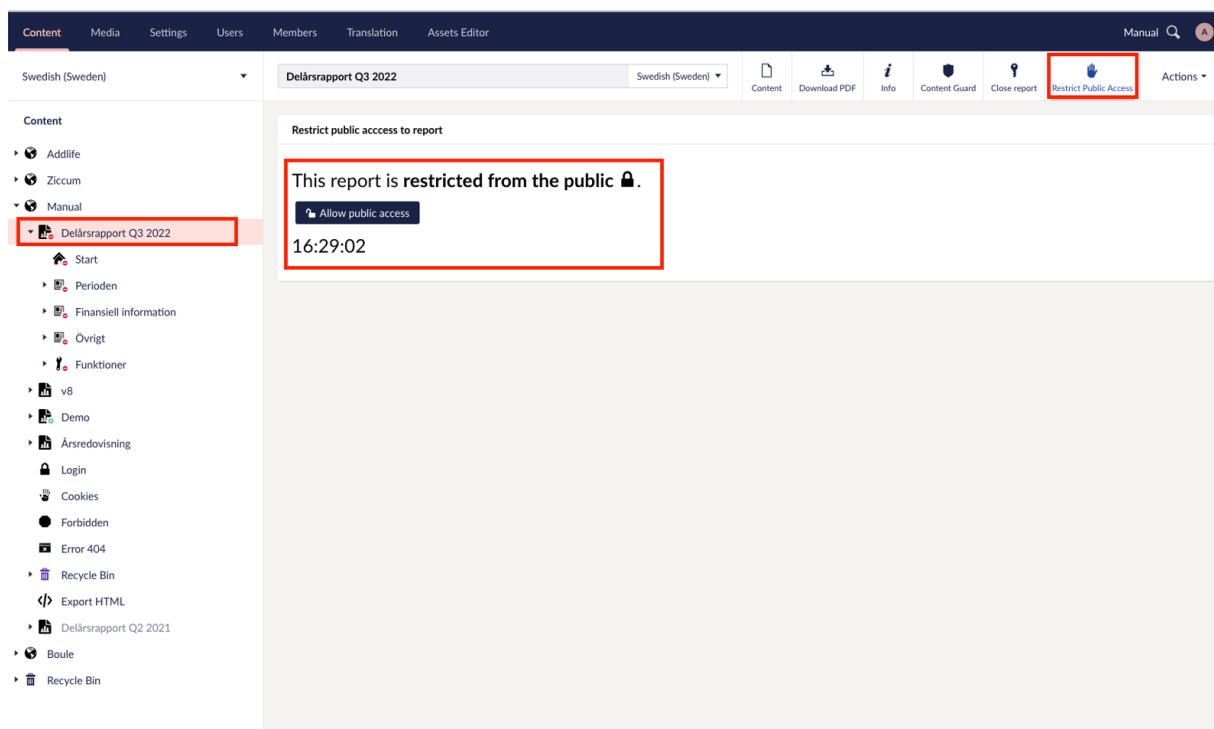 Content Media Settings Users Members Translation Assets Editor Manual A
Swedish (Sweden)
Delårsrapport Q3 2022 Swedish (Sweden)
Content Download PDF Info Content Guard Close report Restrict Public Access Actions
Content
Addlife
Ziccum
Manual
Delårsrapport Q3 2022
Start
Perioden
Finansiell information
Övrigt
Funktioner
v8
Demo
Årsredovisning
Login
Cookies
Forbidden
Error 404
Recycle Bin
Export HTML
Delårsrapport Q2 2021
Boule
Recycle Bin
Restrict public acccess to report
This report is restricted from the public .
Allow public access
16:29:02